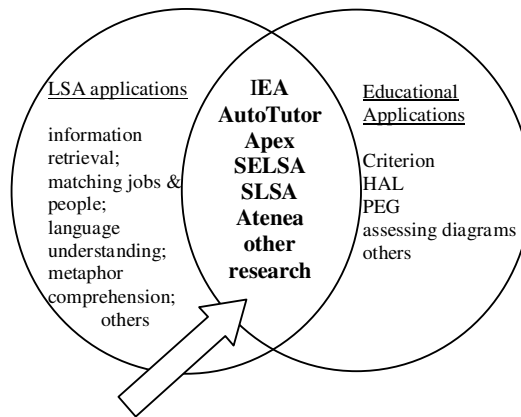 LSA applications
information
retrieval;
matching jobs &
people;
language
understanding;
metaphor
comprehension;
others
IEA
AutoTutor
Apex
SELSA
SLSA
Atenea
other
research
Educational
Applications
Criterion
HAL
PEG
assessing diagrams
others